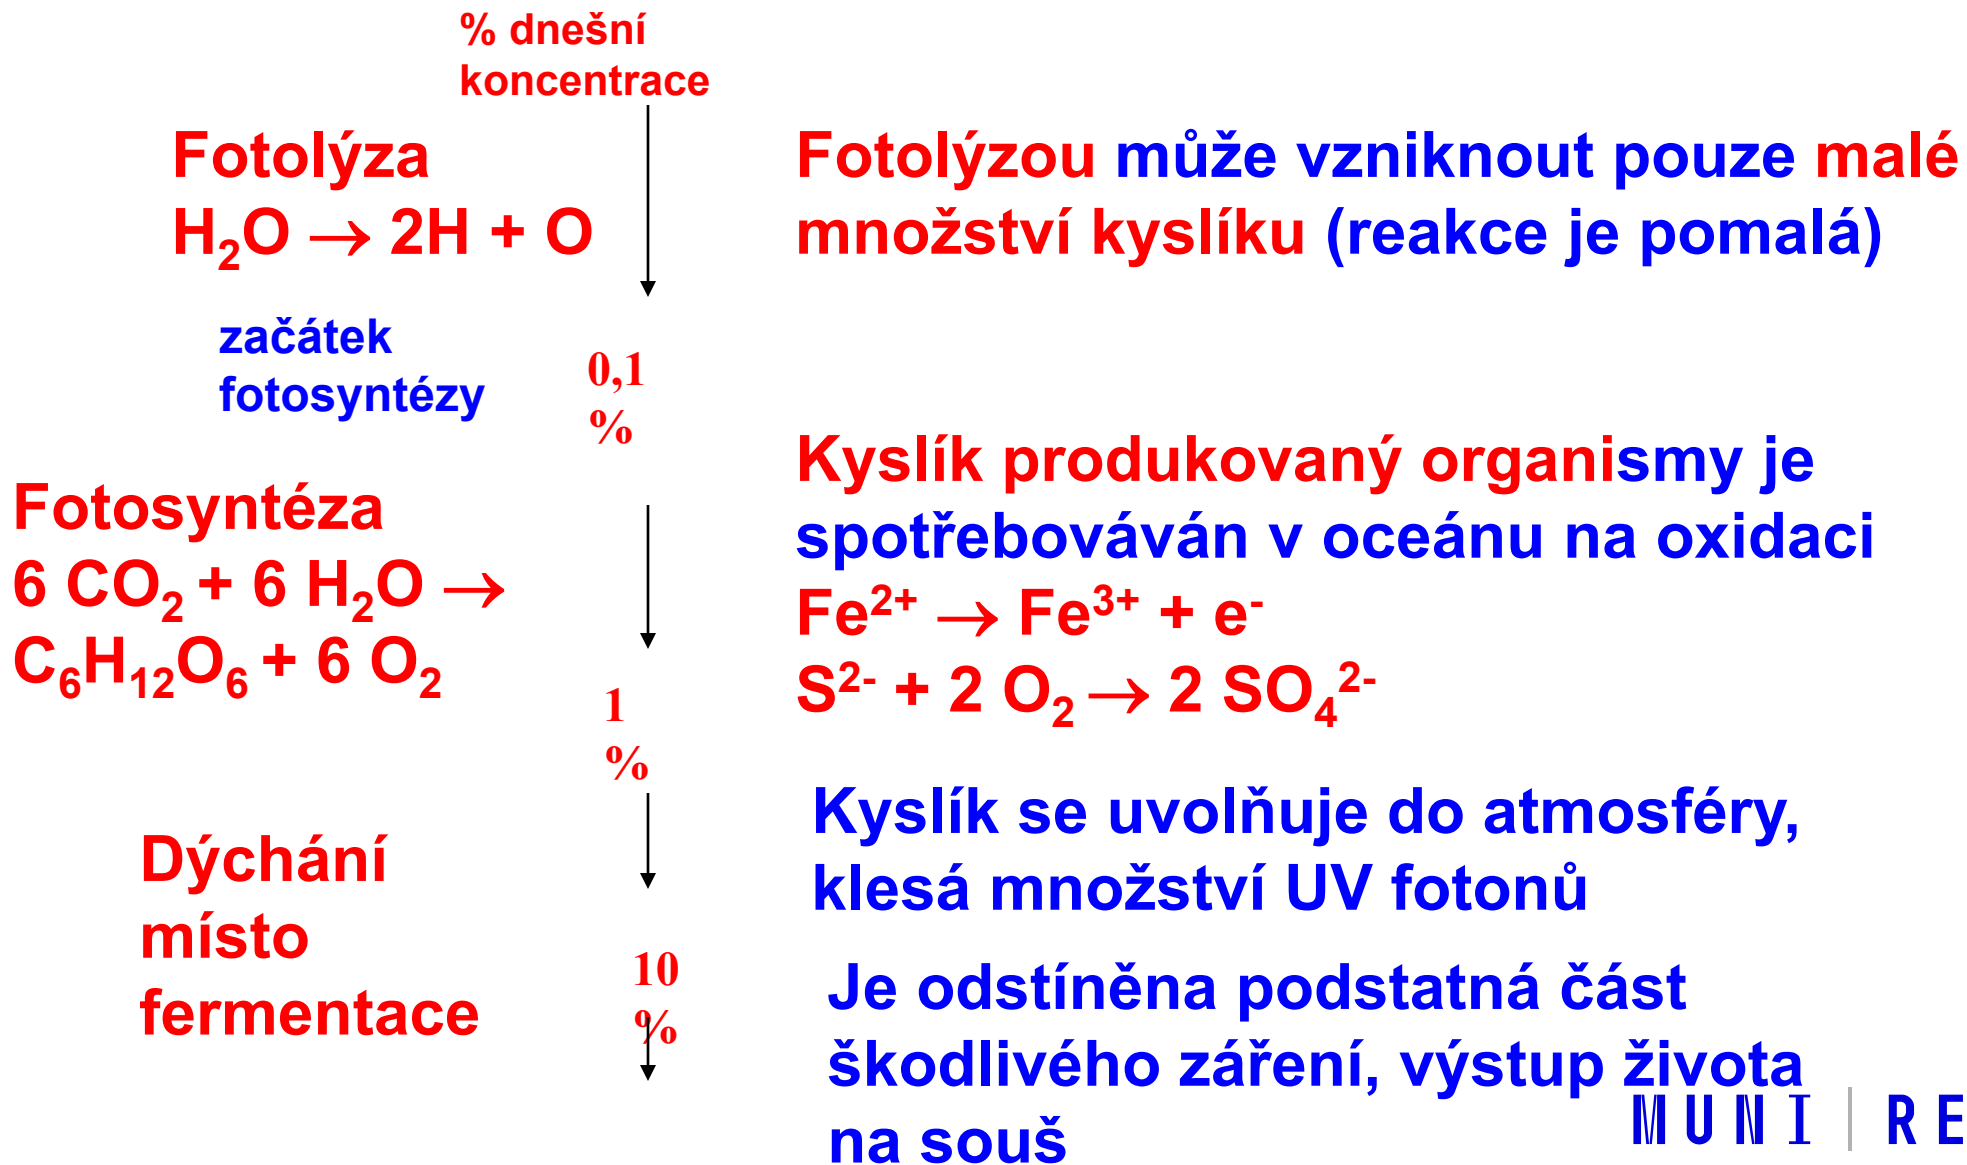 % dnešní
koncentrace
Fotolýza
H₂O → 2H + O
Fotolýzou může vzniknout pouze malé
množství kyslíku (reakce je pomalá)
začátek
fotosyntézy
0,1
%
Fotosyntéza
6 CO₂ + 6 H₂O →
C₆H₁₂O₆ + 6 O₂
Kyslík produkovaný organismy je
spotřebováván v oceánu na oxidaci
Fe²⁺ → Fe³⁺ + e⁻
S²⁻ + 2 O₂ → 2 SO₄²⁻
1
%
Kyslík se uvolňuje do atmosféry,
klesá množství UV fotonů
Dýchání
místo
fermentace
10
%
Je odstíněna podstatná část
škodlivého záření, výstup života
na souš
MUNI | RE